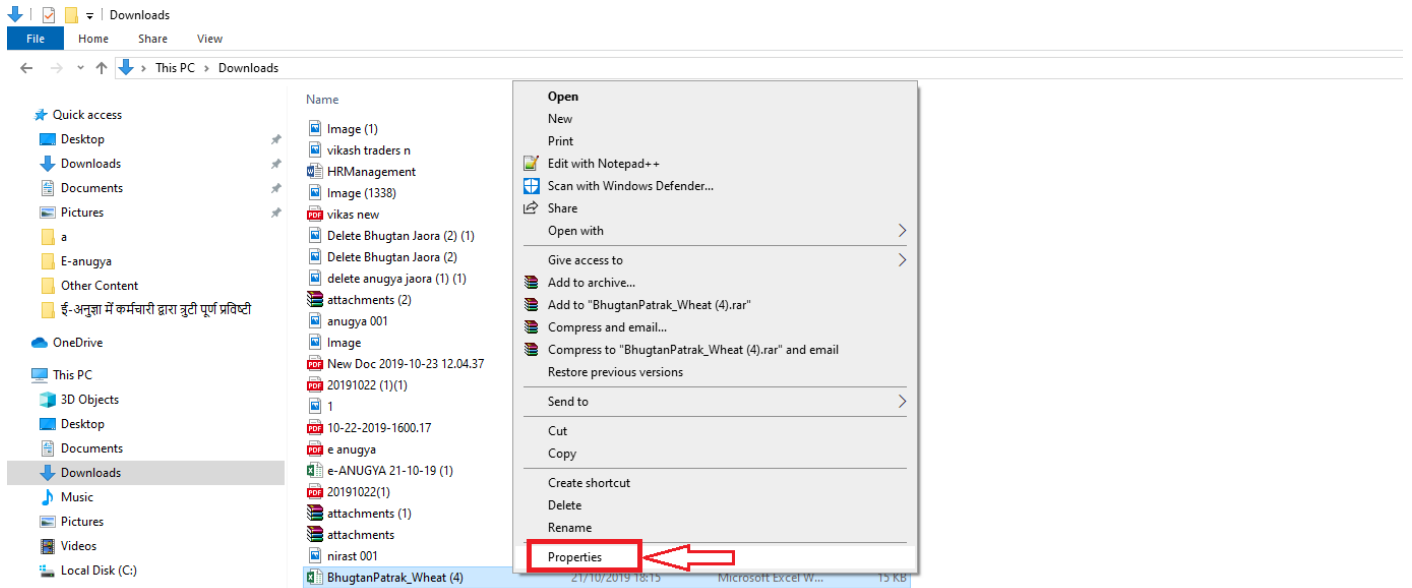 Downloads
File Home Share View
This PC > Downloads
Quick access
Desktop
Downloads
Documents
Pictures
a
E-anugya
Other Content
ई-अनुज्ञा में कर्मचारी द्वारा त्रुटी पूर्ण प्रविष्टी
OneDrive
This PC
3D Objects
Desktop
Documents
Downloads
Music
Pictures
Videos
Local Disk (C:)
Name
Image (1)
vikash traders n
HRManagement
Image (1338)
vikas new
Delete Bhugtan Jaora (2) (1)
Delete Bhugtan Jaora (2)
delete anugya jaora (1) (1)
attachments (2)
anugya 001
Image
New Doc 2019-10-23 12.04.37
20191022 (1)(1)
1
10-22-2019-1600.17
e anugya
e-ANUGYA 21-10-19 (1)
20191022(1)
attachments (1)
attachments
nirast 001
BhugtanPatrak_Wheat (4) 21/10/2019 18:15 Microsoft Excel W... 15 KB
Open
New
Print
Edit with Notepad++
Scan with Windows Defender...
Share
Open with
Give access to
Add to archive...
Add to "BhugtanPatrak_Wheat (4).rar"
Compress and email...
Compress to "BhugtanPatrak_Wheat (4).rar" and email
Restore previous versions
Send to
Cut
Copy
Create shortcut
Delete
Rename
Properties